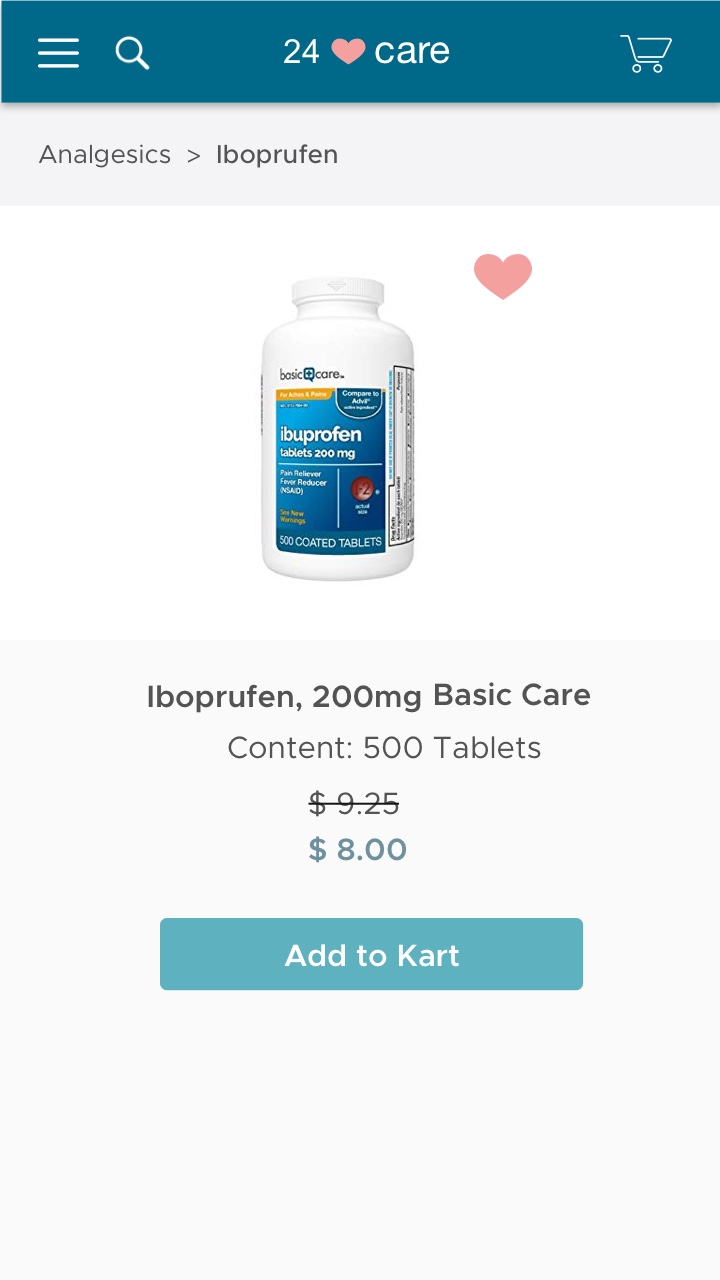 24 care
Analgesics > Iboprufen
basic care™
For Aches & Pains
Compare to
Advil®
active ingredient**
ibuprofen
tablets 200 mg
Pain Reliever
Fever Reducer
(NSAID)
actual
size
See New
Warnings
500 COATED TABLETS
Iboprufen, 200mg Basic Care
Content: 500 Tablets
$ 9.25
$ 8.00
Add to Kart